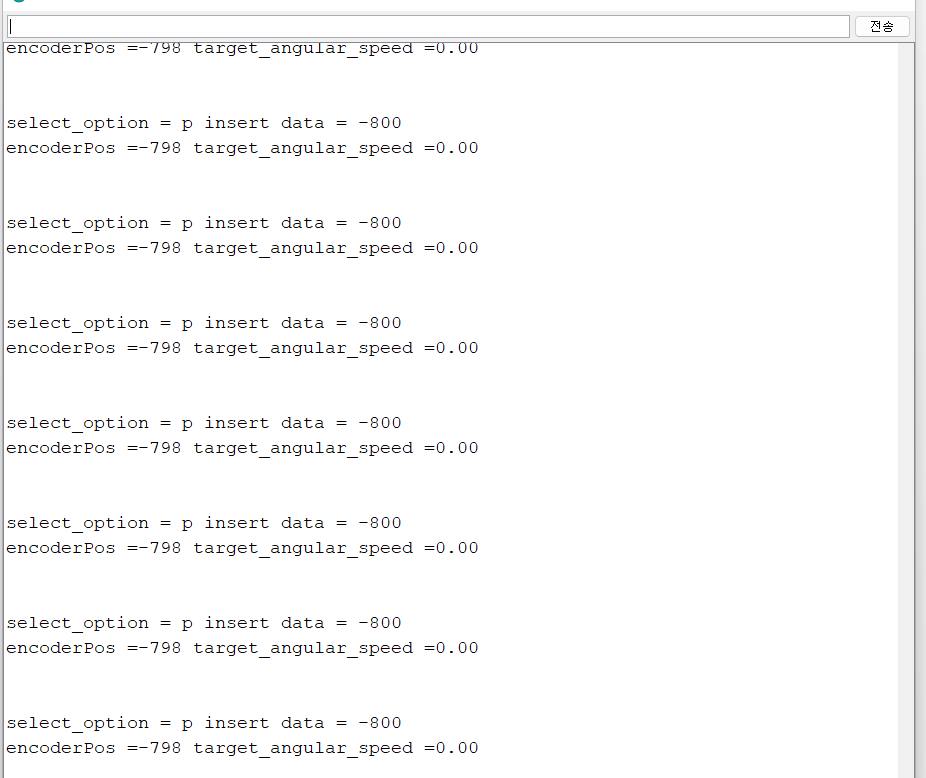 전송
encoderPos =-798 target_angular_speed =0.00
select_option = p insert data = -800
encoderPos =-798 target_angular_speed =0.00
select_option = p insert data = -800
encoderPos =-798 target_angular_speed =0.00
select_option = p insert data = -800
encoderPos =-798 target_angular_speed =0.00
select_option = p insert data = -800
encoderPos =-798 target_angular_speed =0.00
select_option = p insert data = -800
encoderPos =-798 target_angular_speed =0.00
select_option = p insert data = -800
encoderPos =-798 target_angular_speed =0.00
select_option = p insert data = -800
encoderPos =-798 target_angular_speed =0.00